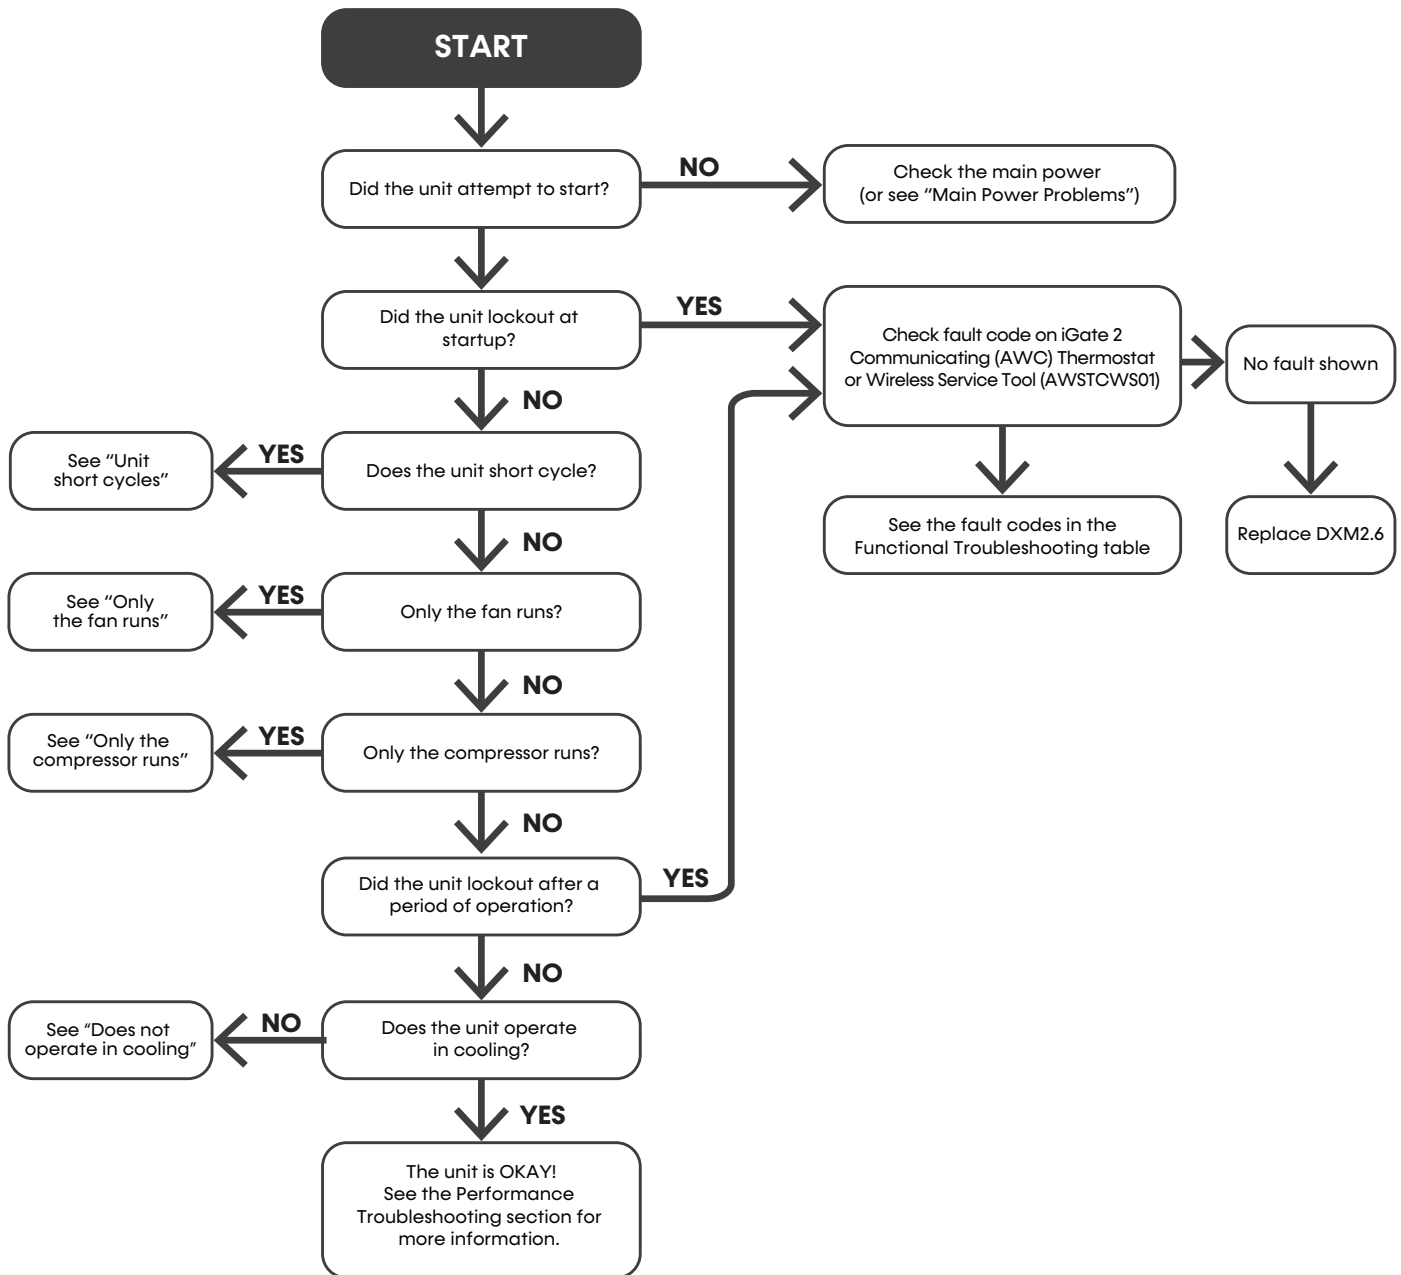 START
Did the unit attempt to start?
NO
Check the main power
(or see “Main Power Problems”)
Did the unit lockout at
startup?
YES
Check fault code on iGate 2
Communicating (AWC) Thermostat
or Wireless Service Tool (AWSTCWS01)
No fault shown
NO
See “Unit
short cycles”
YES
Does the unit short cycle?
See the fault codes in the
Functional Troubleshooting table
Replace DXM2.6
NO
See “Only
the fan runs”
YES
Only the fan runs?
NO
See “Only the
compressor runs”
YES
Only the compressor runs?
NO
Did the unit lockout after a
period of operation?
YES
NO
See “Does not
operate in cooling”
NO
Does the unit operate
in cooling?
YES
The unit is OKAY!
See the Performance
Troubleshooting section for
more information.